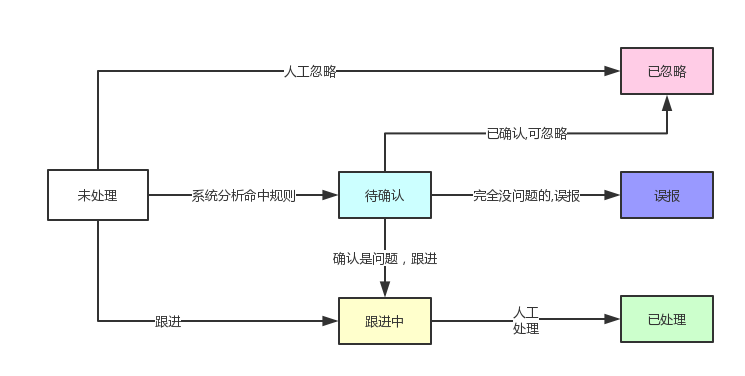 人工忽略
已忽略
已确认,可忽略
未处理
系统分析命中规则
待确认
完全没问题的,误报
误报
确认是问题，跟进
跟进
跟进中
人工
处理
已处理